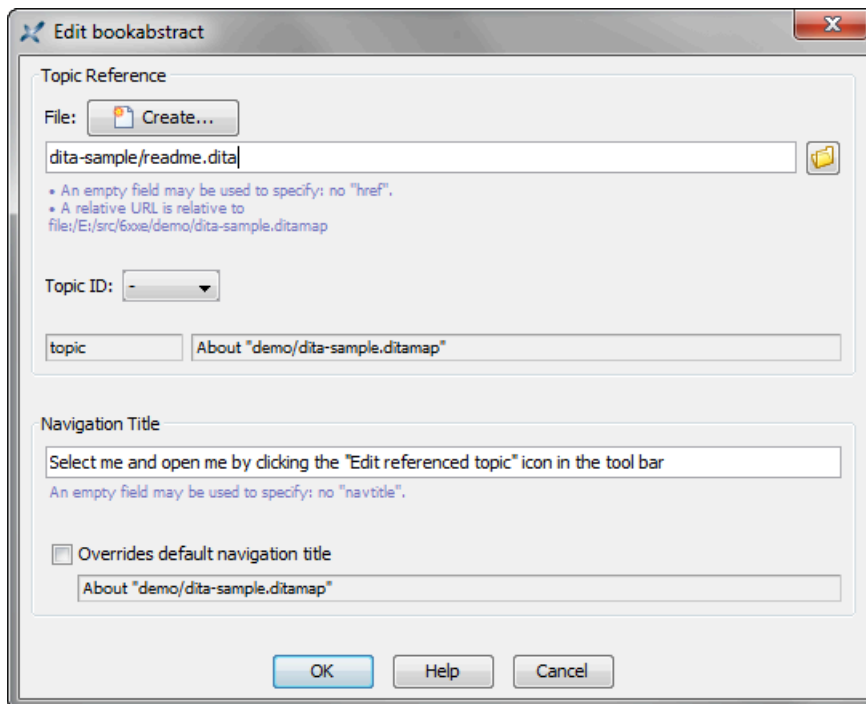 Edit bookabstract
Topic Reference
File: Create...
dita-sample/readme.dita
• An empty field may be used to specify: no "href".
• A relative URL is relative to
file:/E:/src/6xxe/demo/dita-sample.ditamap
Topic ID: -
topic About "demo/dita-sample.ditamap"
Navigation Title
Select me and open me by clicking the "Edit referenced topic" icon in the tool bar
An empty field may be used to specify: no "navtitle".
Overrides default navigation title
About "demo/dita-sample.ditamap"
OK Help Cancel